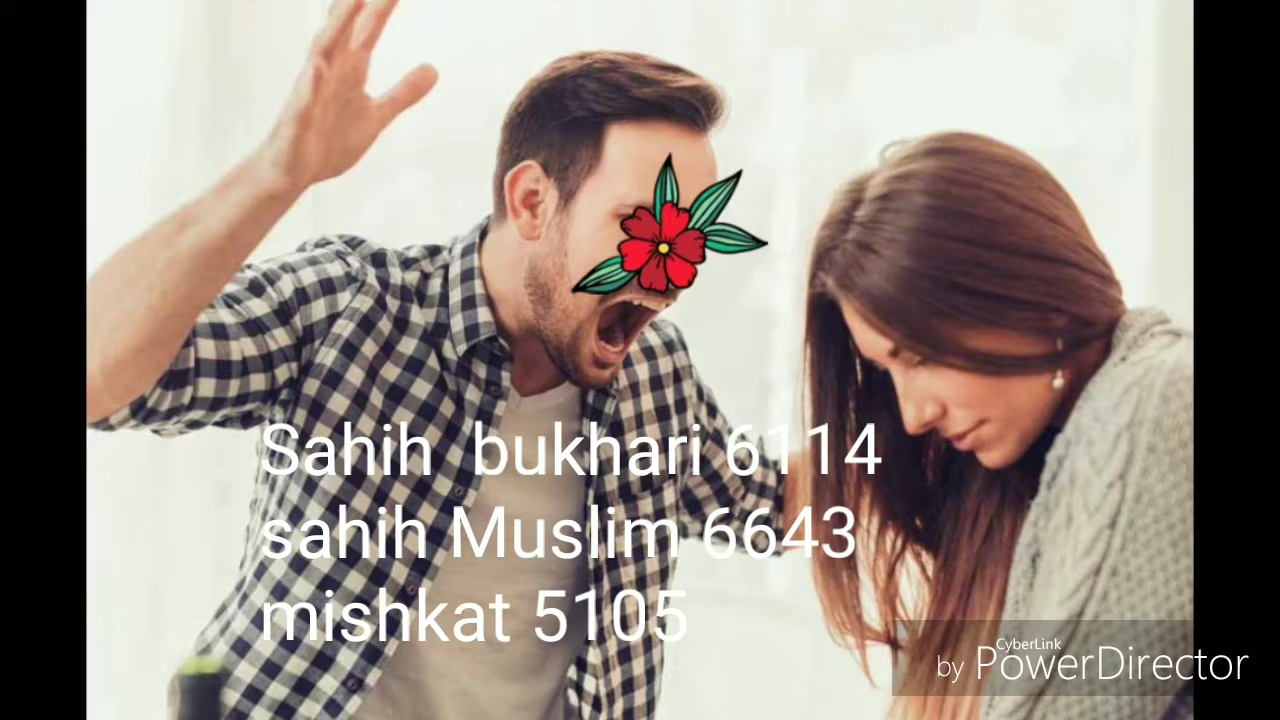 Sahih bukhari 6114
sahih Muslim 6643
mishkat 5105
CyberLink
by PowerDirector